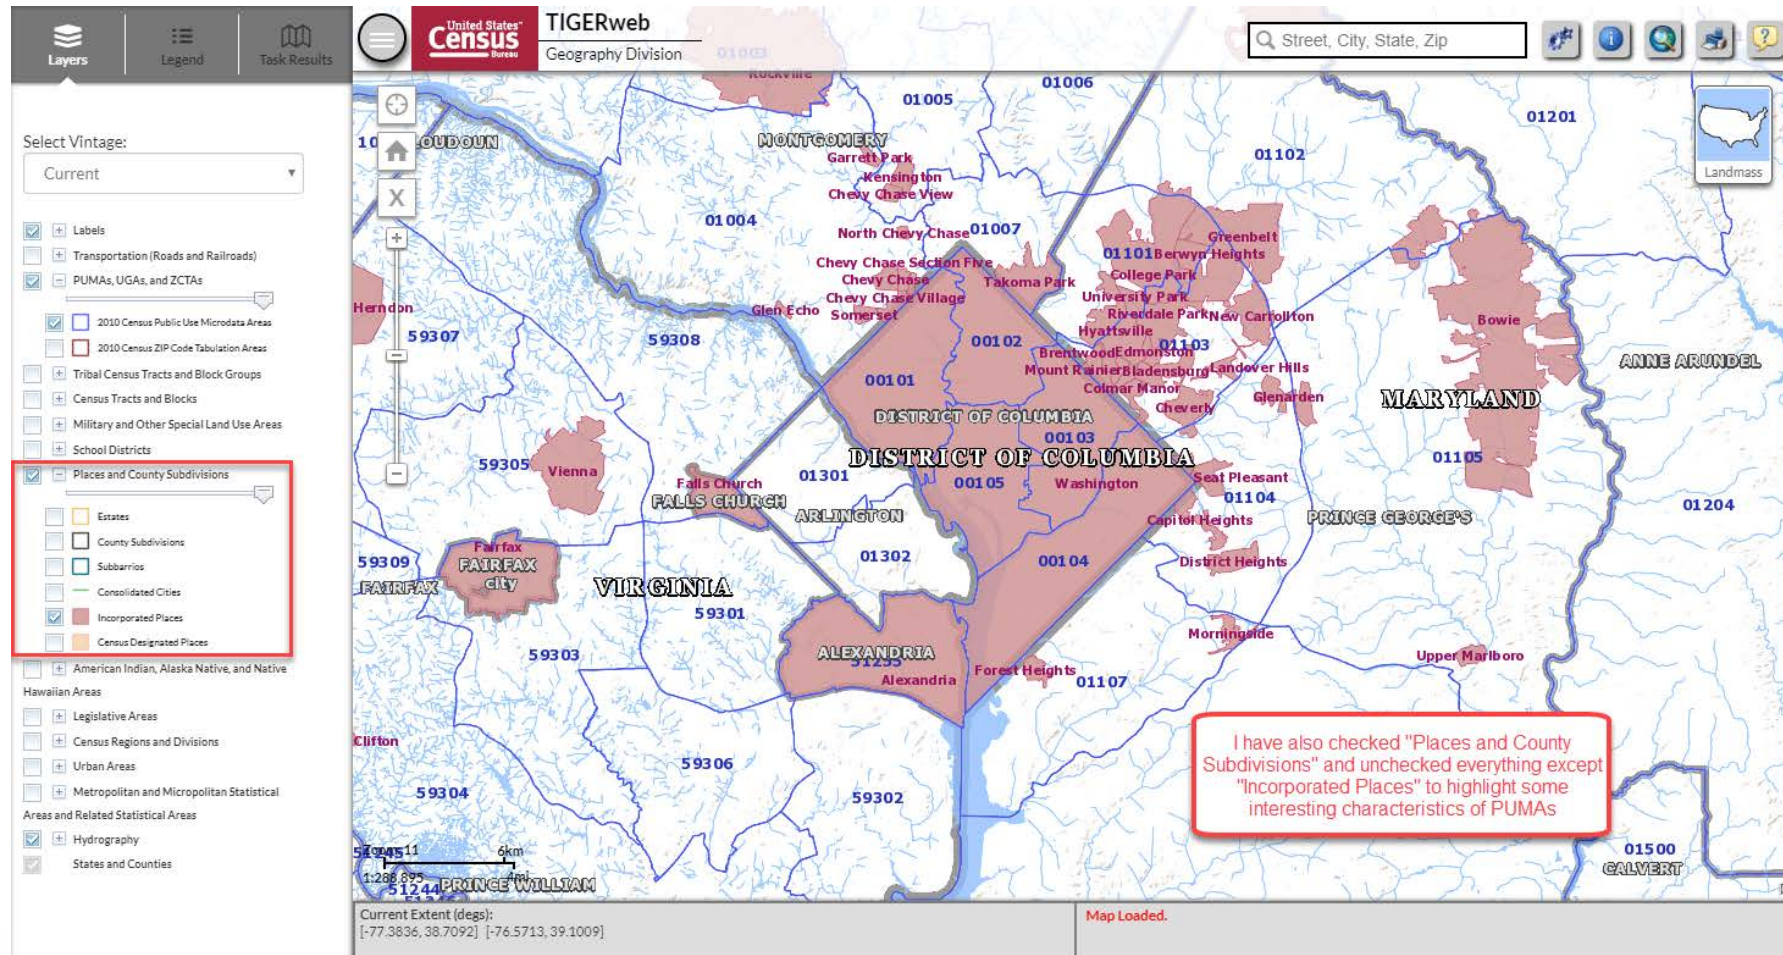 Layers
Legend
Task Results
United States®
Census
Bureau
TIGERweb
Geography Division
Street, City, State, Zip
Select Vintage:
Current
Labels
Transportation (Roads and Railroads)
PUMAs, UGAs, and ZCTAs
2010 Census Public Use Microdata Areas
2010 Census ZIP Code Tabulation Areas
Tribal Census Tracts and Block Groups
Census Tracts and Blocks
Military and Other Special Land Use Areas
School Districts
Places and County Subdivisions
Estates
County Subdivisions
Subbarrios
Consolidated Cities
Incorporated Places
Census Designated Places
American Indian, Alaska Native, and Native
Hawaiian Areas
Legislative Areas
Census Regions and Divisions
Urban Areas
Metropolitan and Micropolitan Statistical
Areas and Related Statistical Areas
Hydrography
States and Counties
01003
Rockville
01005
01006
01201
Landmass
LOUDOUN
MONTGOMERY
Garrett Park
01102
Kensington
Chevy Chase View
01004
North Chevy Chase
01007
Greenbelt
01101
Berwyn Heights
Chevy Chase Section Five
College Park
Chevy Chase
Takoma Park
Chevy Chase Village
University Park
Herndon
Glen Echo
Somerset
Riverdale Park
New Carrollton
Bowie
59307
59308
00102
Hyattsville
01103
Brentwood
Edmonston
ANNE ARUNDEL
Mount Rainier
Bladensburg
Landover Hills
00101
Colmar Manor
Glenarden
MARYLAND
Cheverly
DISTRICT OF COLUMBIA
00103
DISTRICT OF COLUMBIA
01105
59305
Vienna
01301
00105
Washington
Seat Pleasant
Falls Church
FALLS CHURCH
01104
01204
ARLINGTON
Capitol Heights
PRINCE GEORGE'S
Fairfax
59309
FAIRFAX
city
01302
00104
District Heights
FAIRFAX
VIRGINIA
59301
Morningside
59303
ALEXANDRIA
51255
Alexandria
Forest Heights
01107
Upper Marlboro
Clifton
59306
I have also checked "Places and County
Subdivisions" and unchecked everything except
"Incorporated Places" to highlight some
interesting characteristics of PUMAs
59304
59302
51245
Zoom 11
6km
1:288,895
4mi
51244
PRINCE WILLIAM
01500
CALVERT
Current Extent (degs):
[-77.3836, 38.7092] [-76.5713, 39.1009]
Map Loaded.